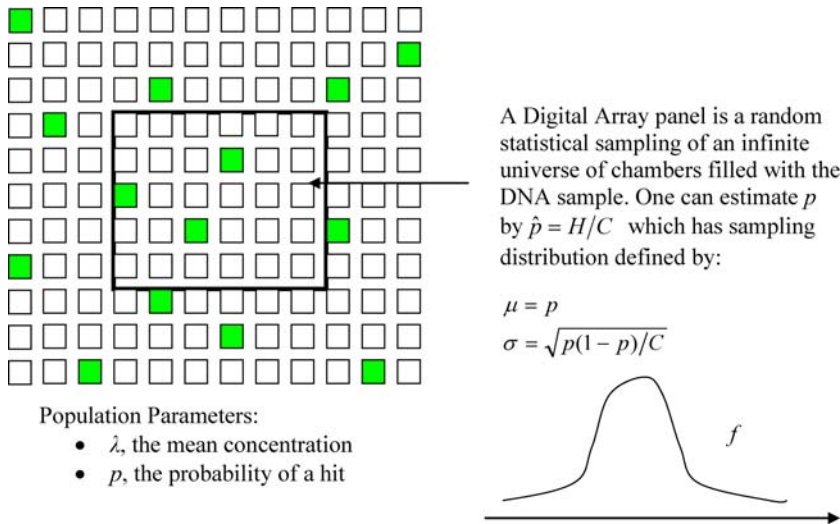 A Digital Array panel is a random
statistical sampling of an infinite
universe of chambers filled with the
DNA sample. One can estimate p
by p̂ = H/C which has sampling
distribution defined by:
μ = p
σ = √p(1 − p)/C
f
Population Parameters:
• λ, the mean concentration
• p, the probability of a hit